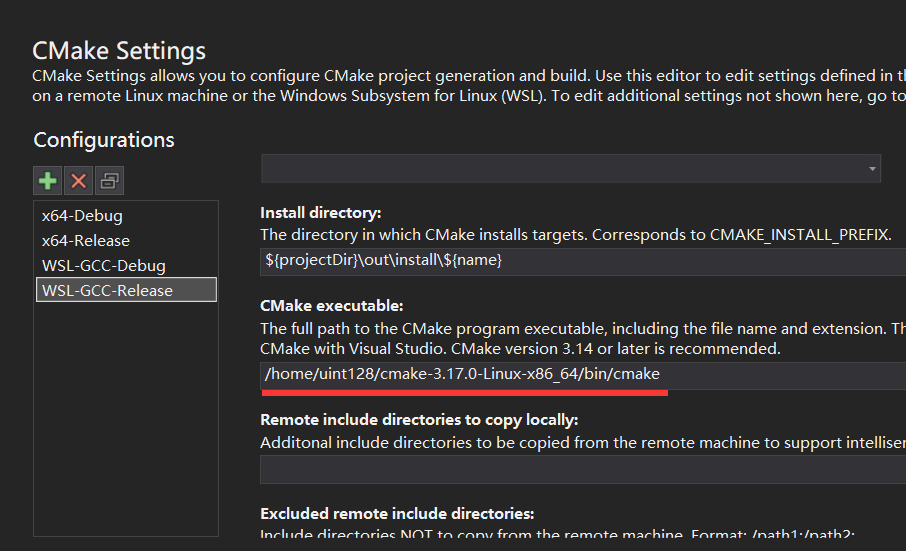 CMake Settings
CMake Settings allows you to configure CMake project generation and build. Use this editor to edit settings defined in th
on a remote Linux machine or the Windows Subsystem for Linux (WSL). To edit additional settings not shown here, go to
Configurations
x64-Debug
x64-Release
WSL-GCC-Debug
WSL-GCC-Release
Install directory:
The directory in which CMake installs targets. Corresponds to CMAKE_INSTALL_PREFIX.
${projectDir}\out\install\${name}
CMake executable:
The full path to the CMake program executable, including the file name and extension. Th
CMake with Visual Studio. CMake version 3.14 or later is recommended.
/home/uint128/cmake-3.17.0-Linux-x86_64/bin/cmake
Remote include directories to copy locally:
Additonal include directories to be copied from the remote machine to support intellisen
Excluded remote include directories:
Include directories NOT to copy from the remote machine. Format: /path1;/path2;